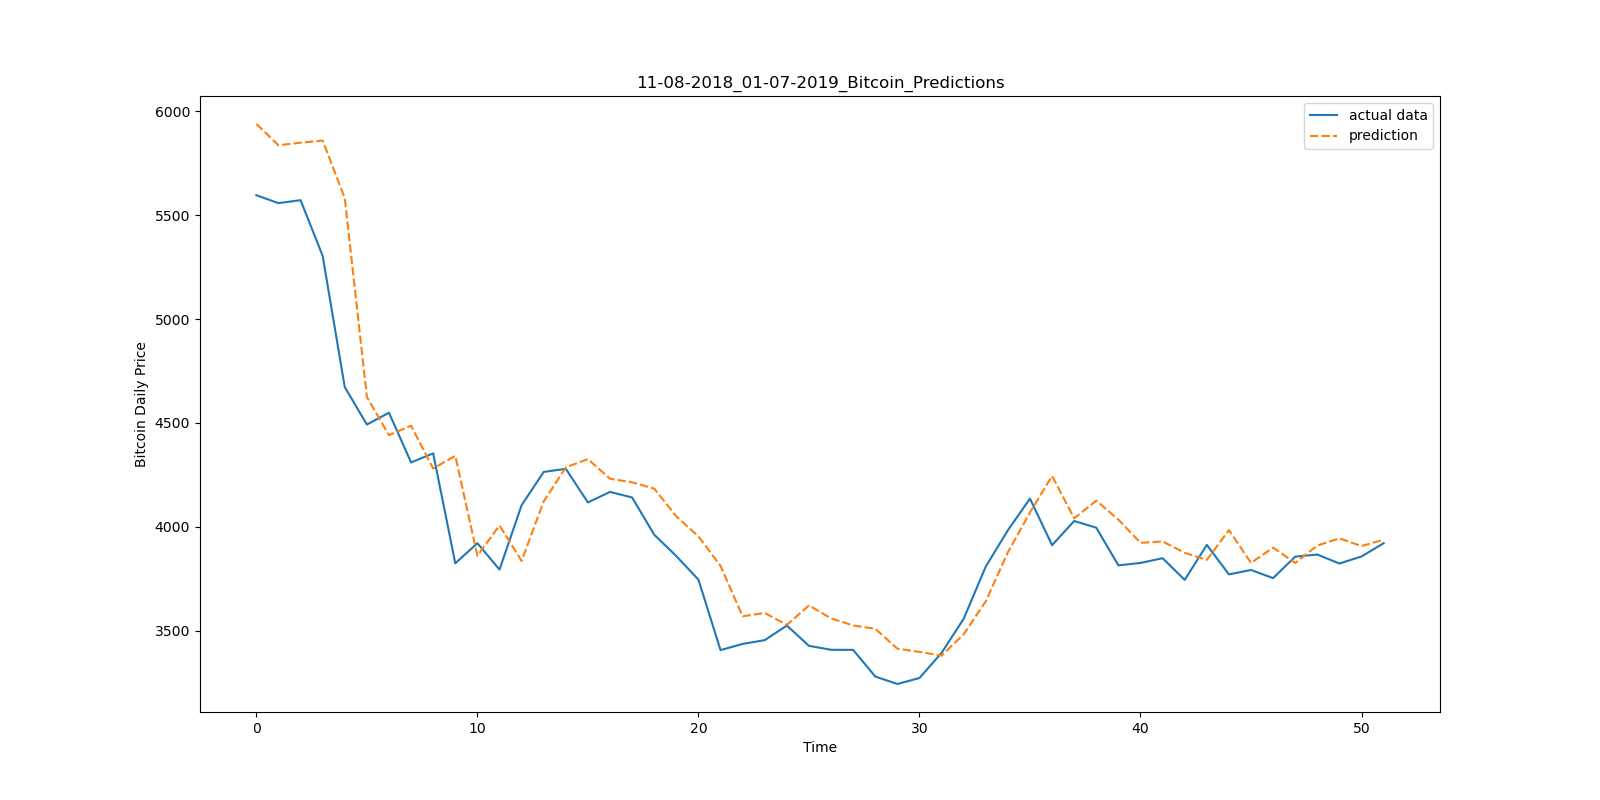 11-08-2018_01-07-2019_Bitcoin_Predictions
actual data
prediction
6000
5500
5000
4500
4000
3500
Bitcoin Daily Price
0
10
20
30
40
50
Time